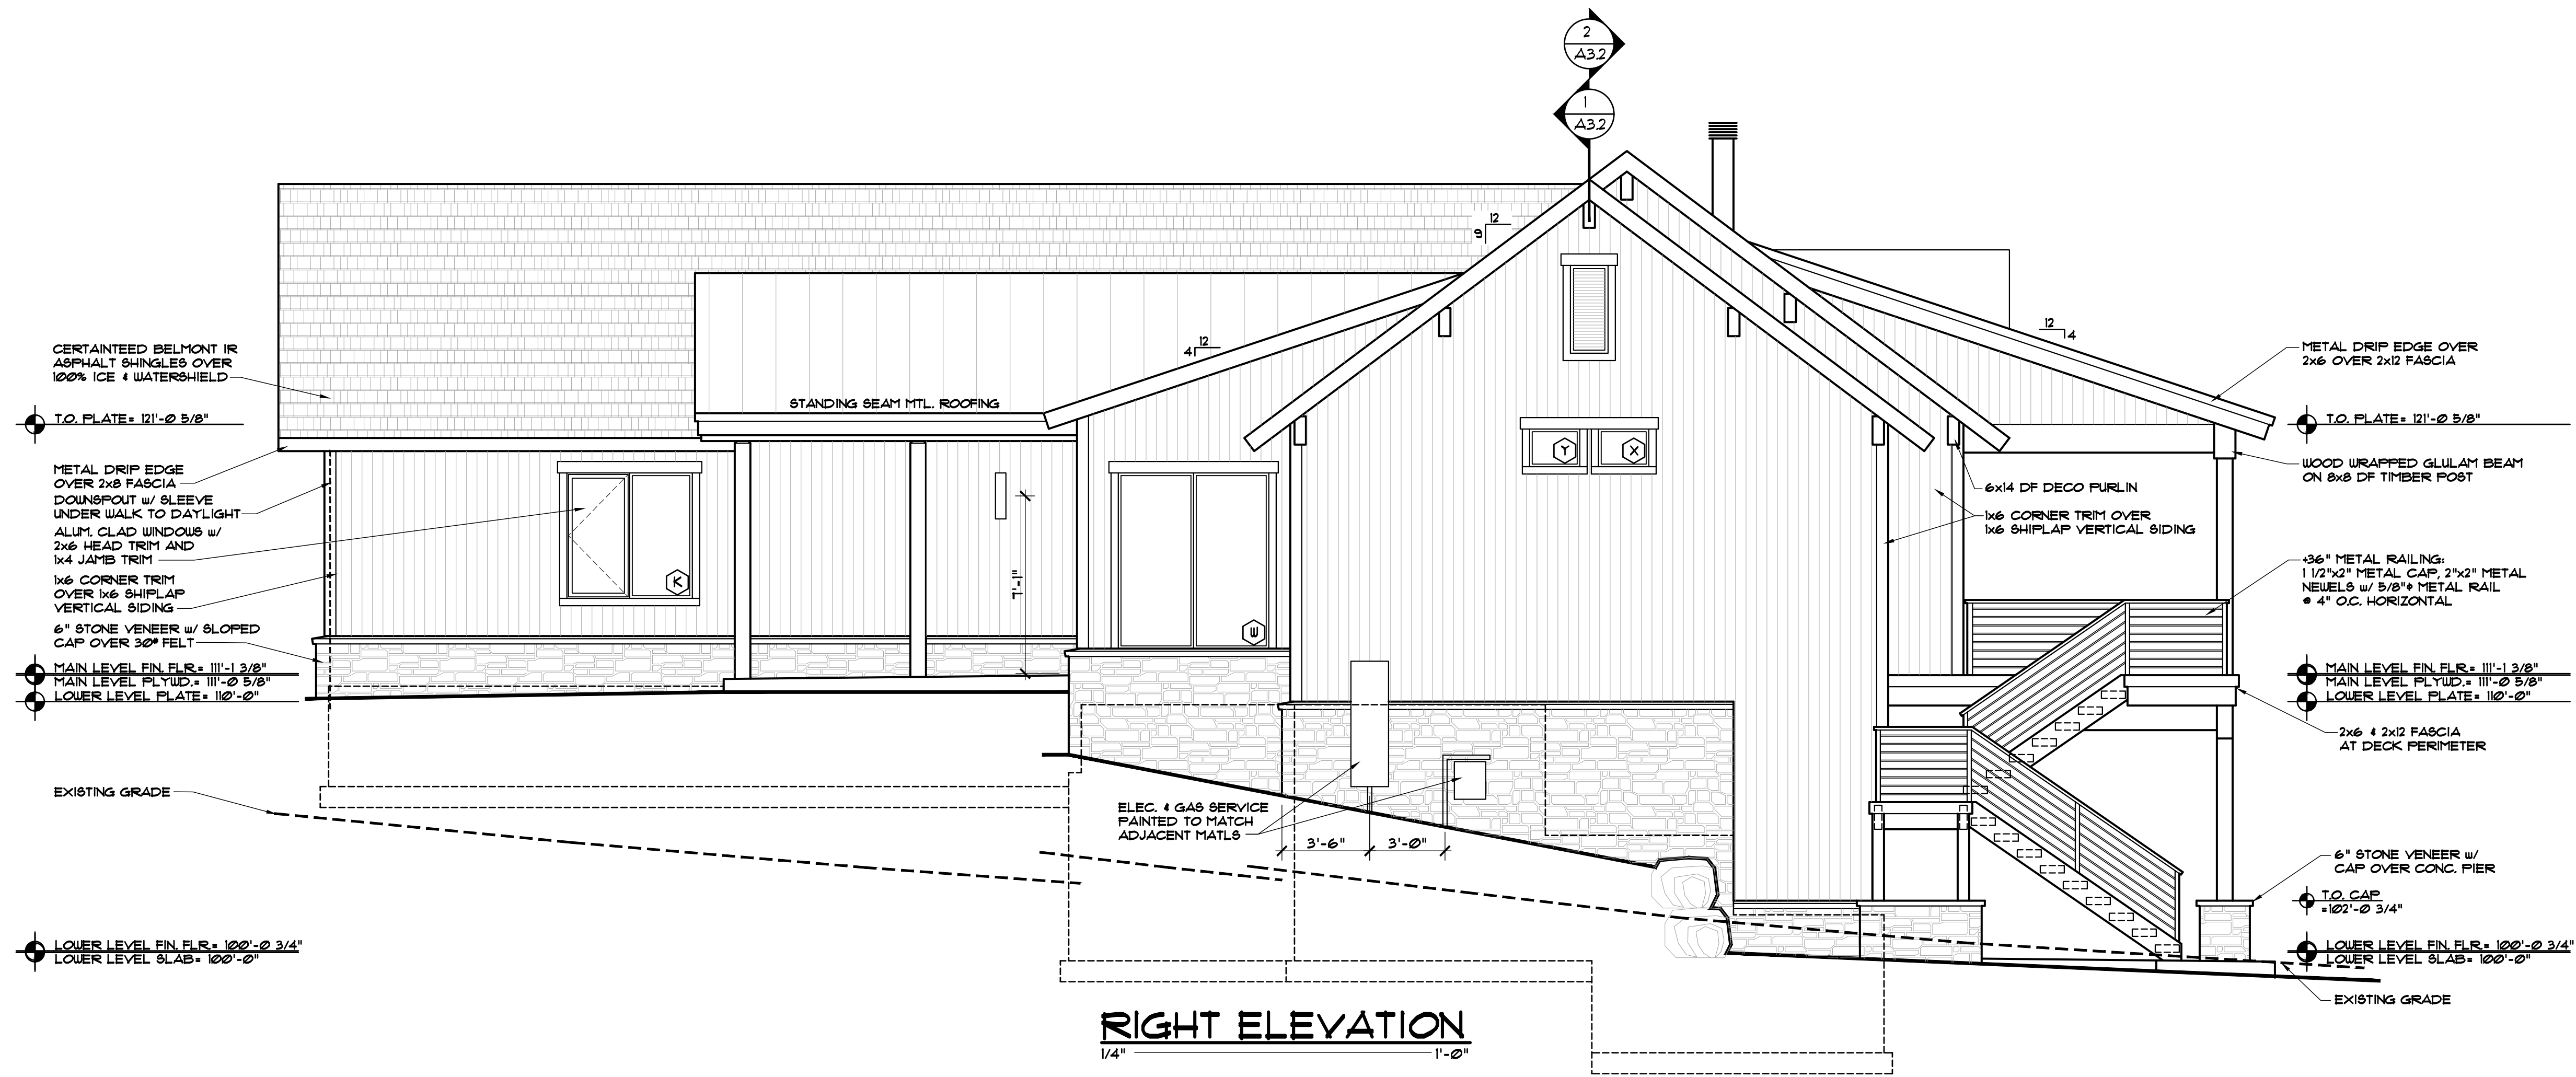 2
A3.2
1
A3.2
12
9
12
4
12
4
STANDING SEAM MTL. ROOFING
CERTAINTEED BELMONT IR
ASPHALT SHINGLES OVER
100% ICE & WATERSHIELD
T.O. PLATE= 121'-0 5/8"
METAL DRIP EDGE
OVER 2x8 FASCIA
DOWNSPOUT w/ SLEEVE
UNDER WALK TO DAYLIGHT
ALUM. CLAD WINDOWS w/
2x6 HEAD TRIM AND
1x4 JAMB TRIM
1x6 CORNER TRIM
OVER 1x6 SHIPLAP
VERTICAL SIDING
6" STONE VENEER w/ SLOPED
CAP OVER 30# FELT
MAIN LEVEL FIN. FLR.= 111'-1 3/8"
MAIN LEVEL PLYWD.= 111'-0 5/8"
LOWER LEVEL PLATE= 110'-0"
EXISTING GRADE
LOWER LEVEL FIN. FLR.= 100'-0 3/4"
LOWER LEVEL SLAB= 100'-0"
K
7'-1"
W
Y
X
ELEC. & GAS SERVICE
PAINTED TO MATCH
ADJACENT MATLS
3'-6"
3'-0"
METAL DRIP EDGE OVER
2x6 OVER 2x12 FASCIA
T.O. PLATE= 121'-0 5/8"
WOOD WRAPPED GLULAM BEAM
ON 8x8 DF TIMBER POST
6x14 DF DECO PURLIN
1x6 CORNER TRIM OVER
1x6 SHIPLAP VERTICAL SIDING
+36" METAL RAILING:
1 1/2"x2" METAL CAP, 2"x2" METAL
NEWELS w/ 5/8"ø METAL RAIL
@ 4" O.C. HORIZONTAL
MAIN LEVEL FIN. FLR.= 111'-1 3/8"
MAIN LEVEL PLYWD.= 111'-0 5/8"
LOWER LEVEL PLATE= 110'-0"
2x6 & 2x12 FASCIA
AT DECK PERIMETER
6" STONE VENEER w/
CAP OVER CONC. PIER
T.O. CAP
=102'-0 3/4"
LOWER LEVEL FIN. FLR.= 100'-0 3/4"
LOWER LEVEL SLAB= 100'-0"
EXISTING GRADE
RIGHT ELEVATION
1/4" 1'-0"